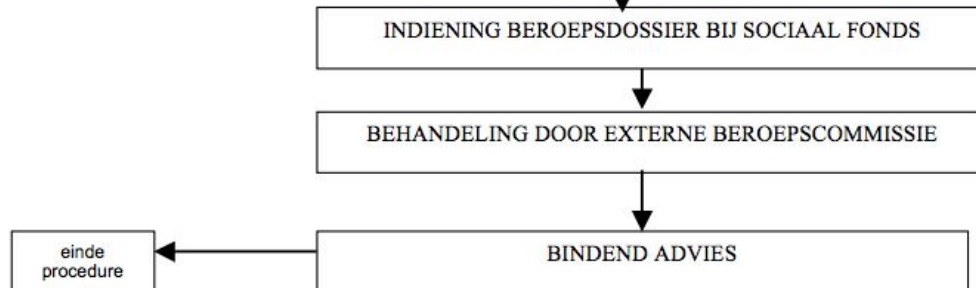 INDIENING BEROEPSDOSSIER BIJ SOCIAAL FONDS
BEHANDELING DOOR EXTERNE BEROEPSCOMMISSIE
einde
procedure
BINDEND ADVIES